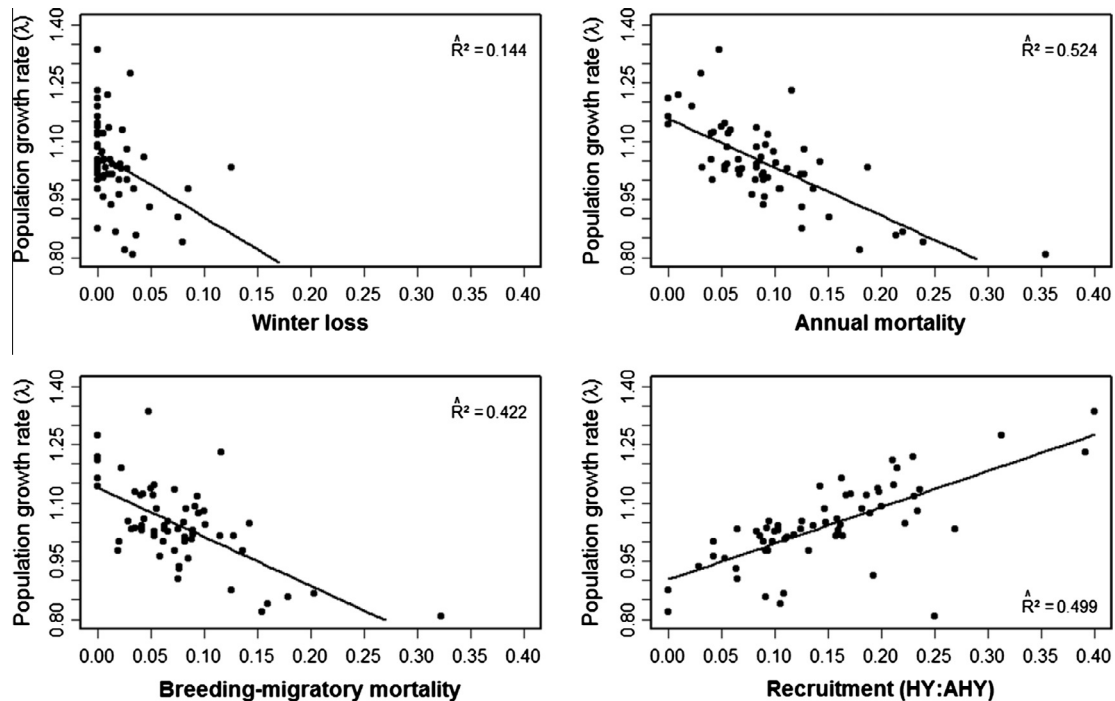 Population growth rate (λ)
0.80 0.95 1.10 1.25 1.40
R̂² = 0.144
0.00 0.05 0.10 0.15 0.20 0.25 0.30 0.35 0.40
Winter loss
Population growth rate (λ)
0.80 0.95 1.10 1.25 1.40
R̂² = 0.524
0.00 0.05 0.10 0.15 0.20 0.25 0.30 0.35 0.40
Annual mortality
Population growth rate (λ)
0.80 0.95 1.10 1.25 1.40
R̂² = 0.422
0.00 0.05 0.10 0.15 0.20 0.25 0.30 0.35 0.40
Breeding-migratory mortality
Population growth rate (λ)
0.80 0.95 1.10 1.25 1.40
R̂² = 0.499
0.00 0.05 0.10 0.15 0.20 0.25 0.30 0.35 0.40
Recruitment (HY:AHY)